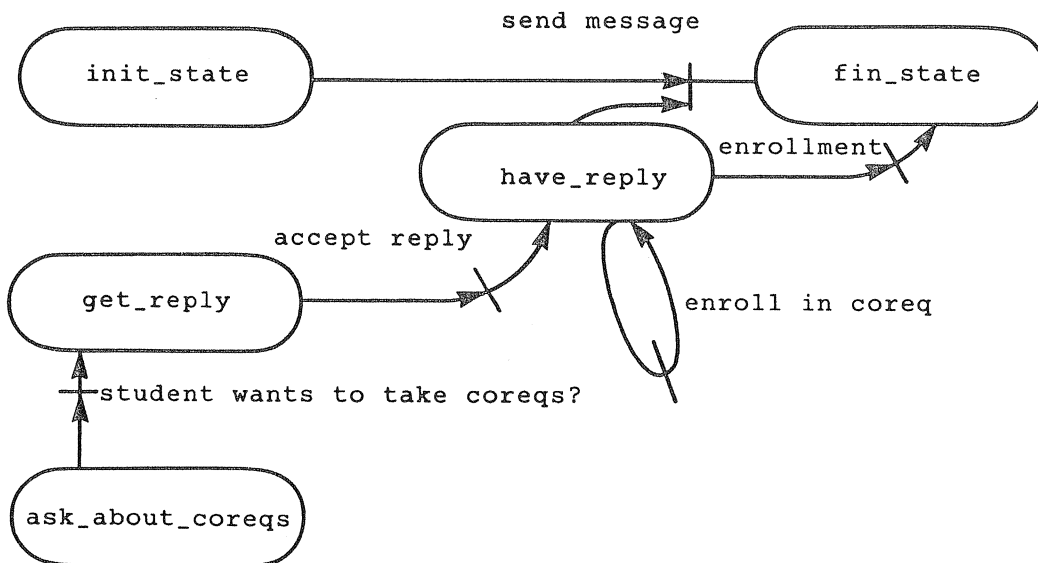 send message
init_state
fin_state
enrollment
have_reply
accept reply
get_reply
enroll in coreq
student wants to take coreqs?
ask_about_coreqs